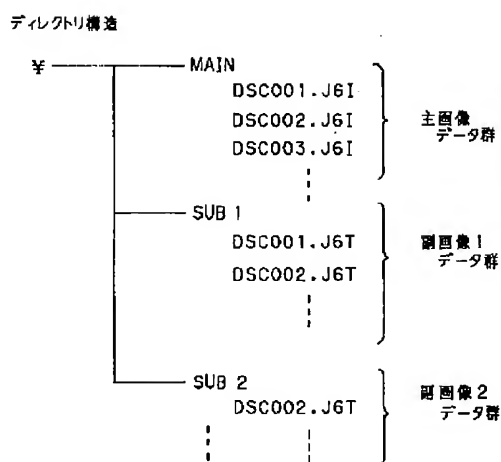 ディレクトリ構造
¥ MAIN
DSC001.J6I
DSC002.J6I
DSC003.J6I
主画像
データ群
SUB 1
DSC001.J6T
DSC002.J6T
副画像1
データ群
SUB 2
DSC002.J6T
副画像2
データ群